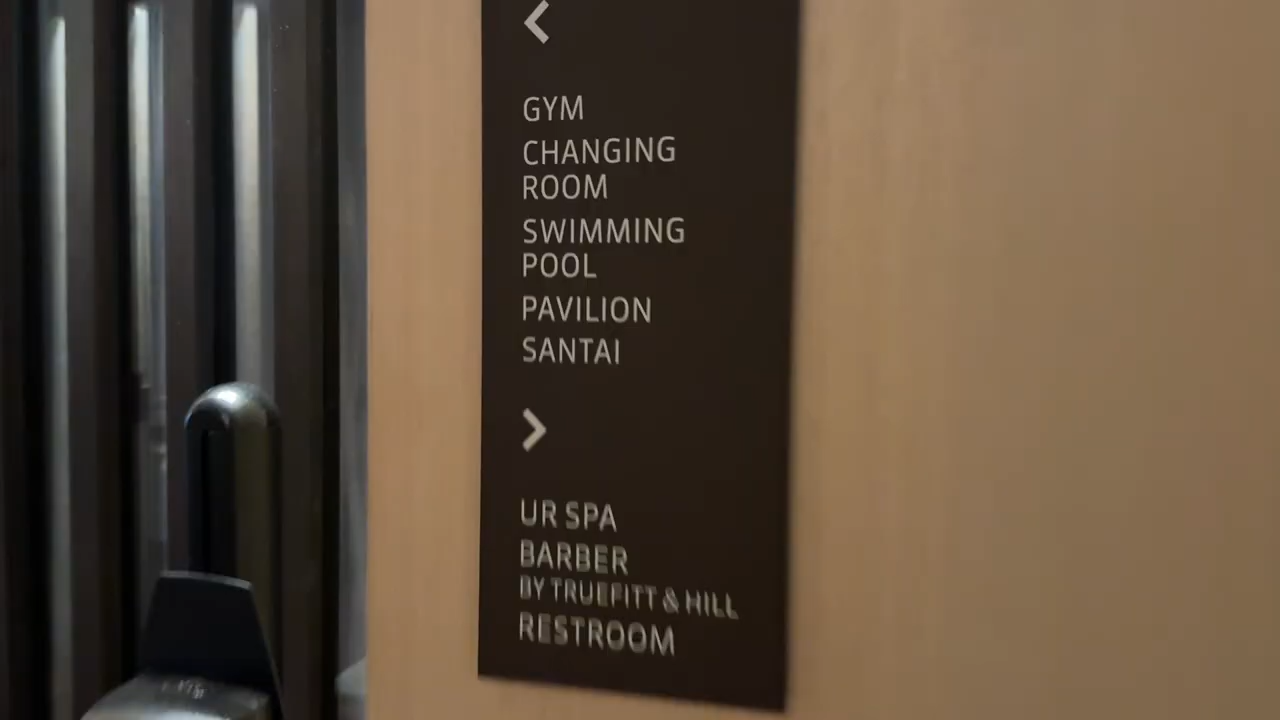 GYM
CHANGING
ROOM
SWIMMING
POOL
PAVILION
SANTAI
UR SPA
BARBER
BY TRUEFITT & HILL
RESTROOM